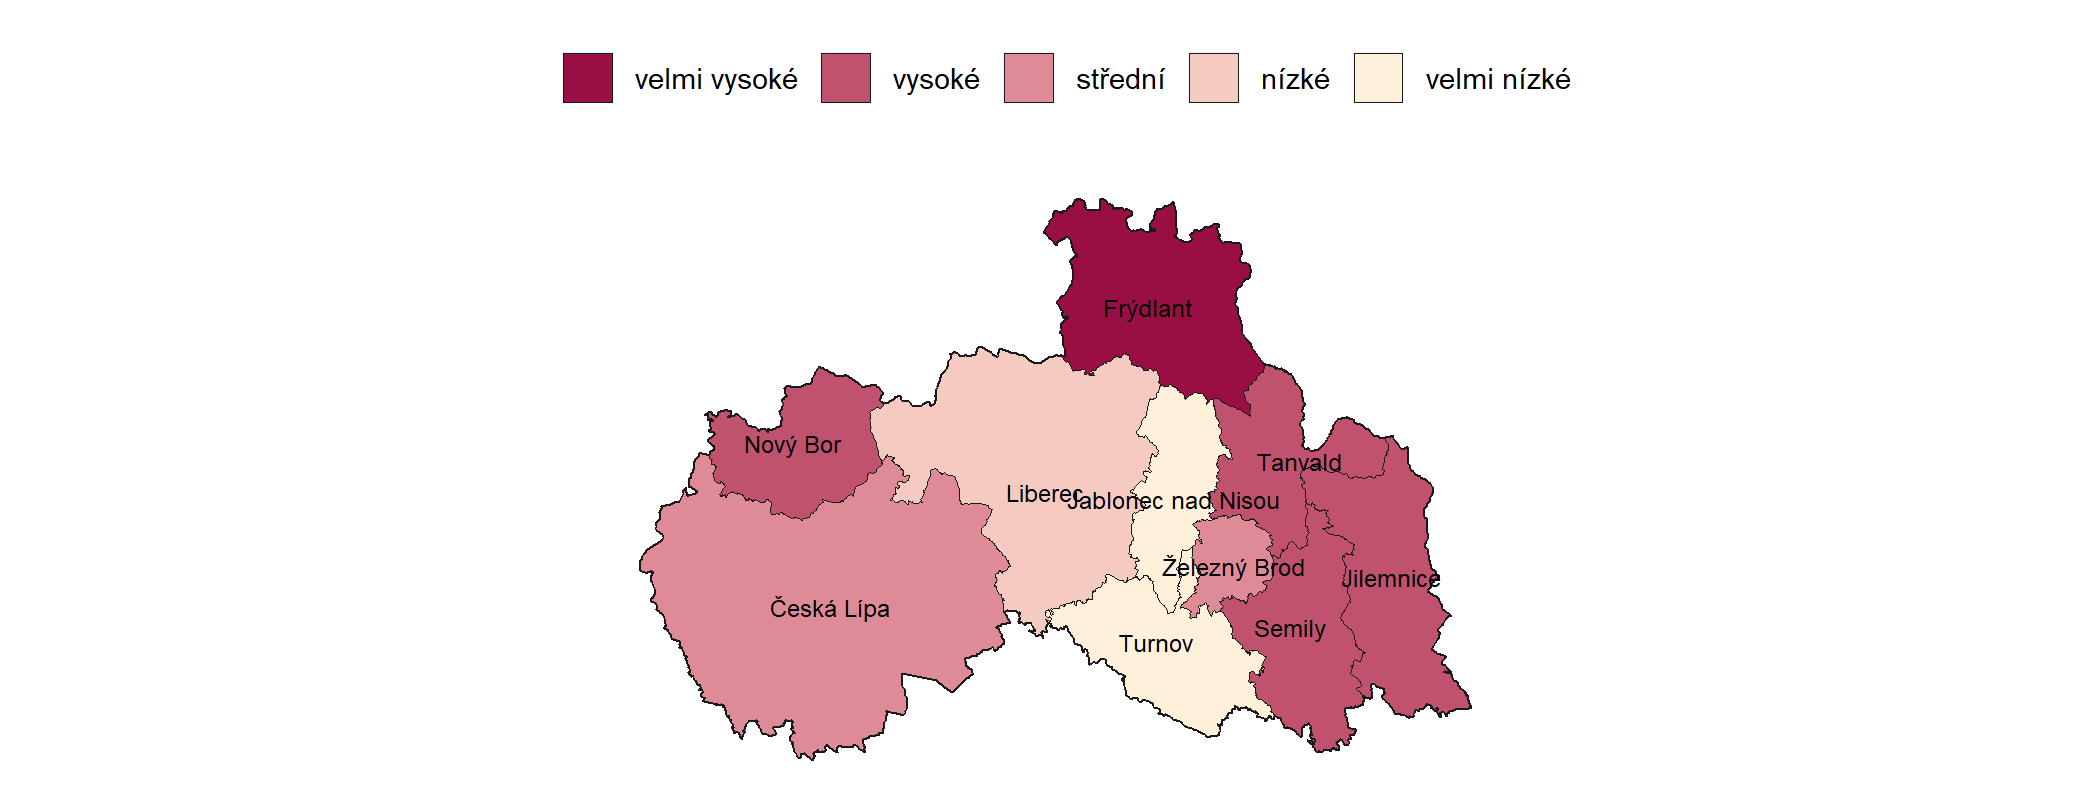 velmi vysoké
vysoké
střední
nízké
velmi nízké
Frýdlant
Nový Bor
Tanvald
Liberec
Jablonec nad Nisou
Železný Brod
Jilemnice
Česká Lípa
Semily
Turnov